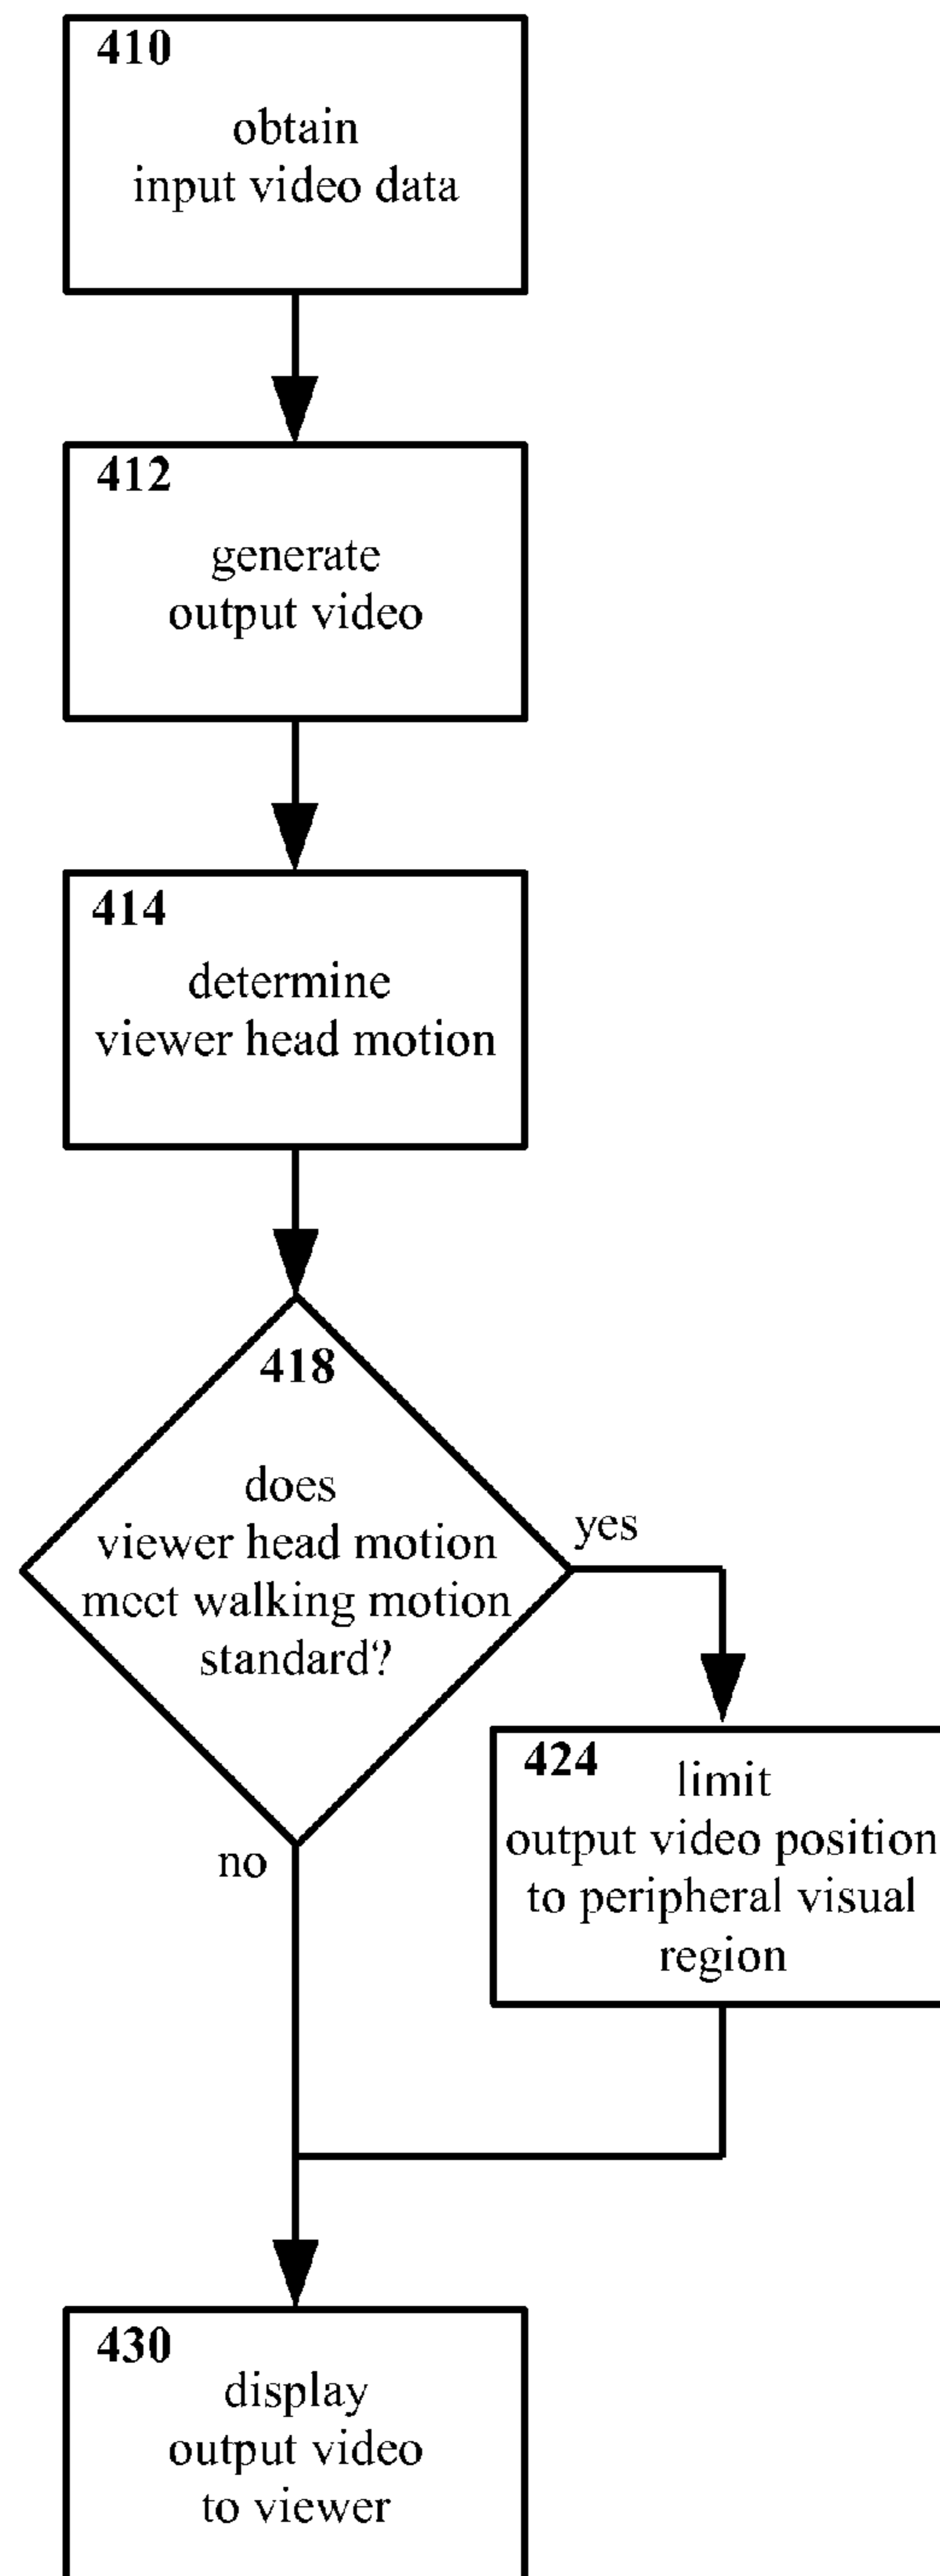 410
obtain
input video data
412
generate
output video
414
determine
viewer head motion
418
does
viewer head motion
meet walking motion
standard?
yes
no
424
limit
output video position
to peripheral visual
region
430
display
output video
to viewer